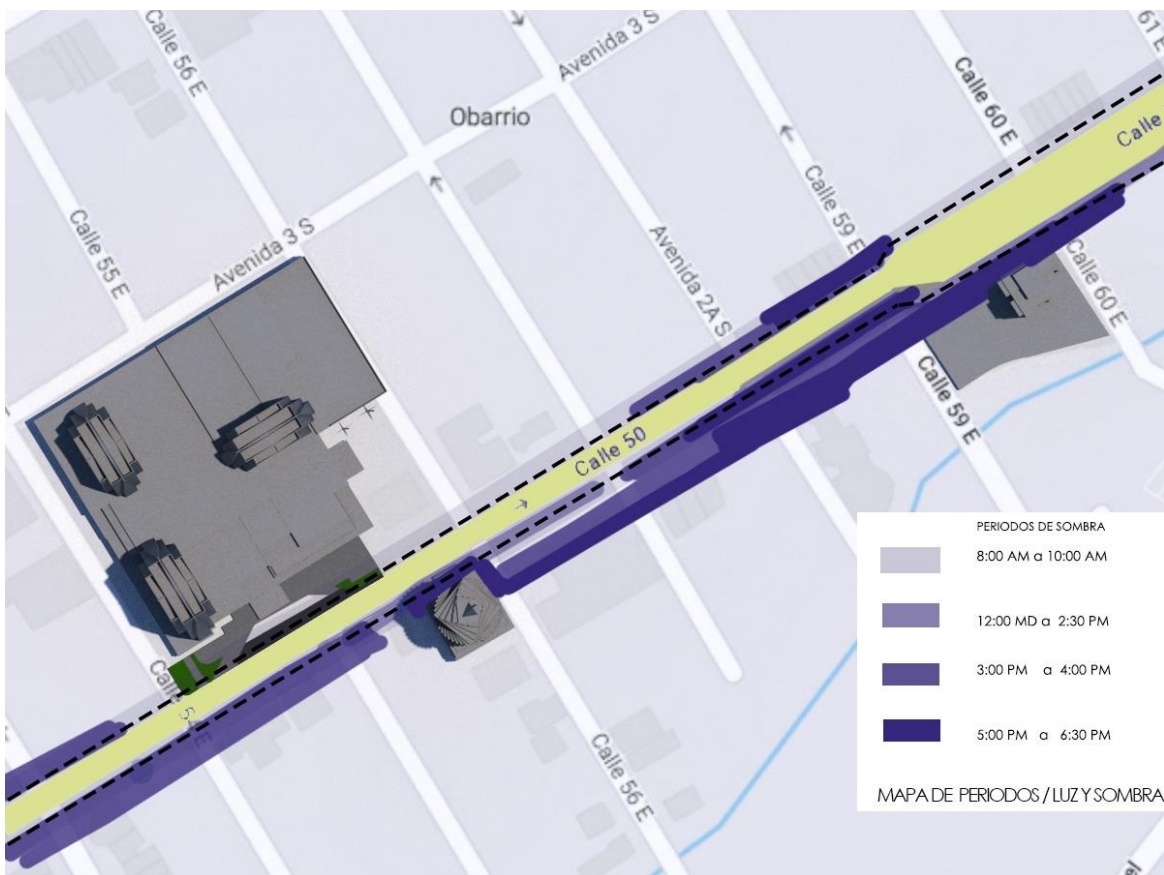 Calle 56 E
Avenida 3 S
61 E
Calle 60 E
Obarrio
Calle
Calle 55 E
Avenida 3 S
Calle 59 E
Avenida 2A S
Calle 60 E
Calle 59 E
Calle 50
PERIODOS DE SOMBRA
8:00 AM a 10:00 AM
12:00 MD a 2:30 PM
3:00 PM a 4:00 PM
5:00 PM a 6:30 PM
MAPA DE PERIODOS / LUZ Y SOMBRA
Calle 56 E
el